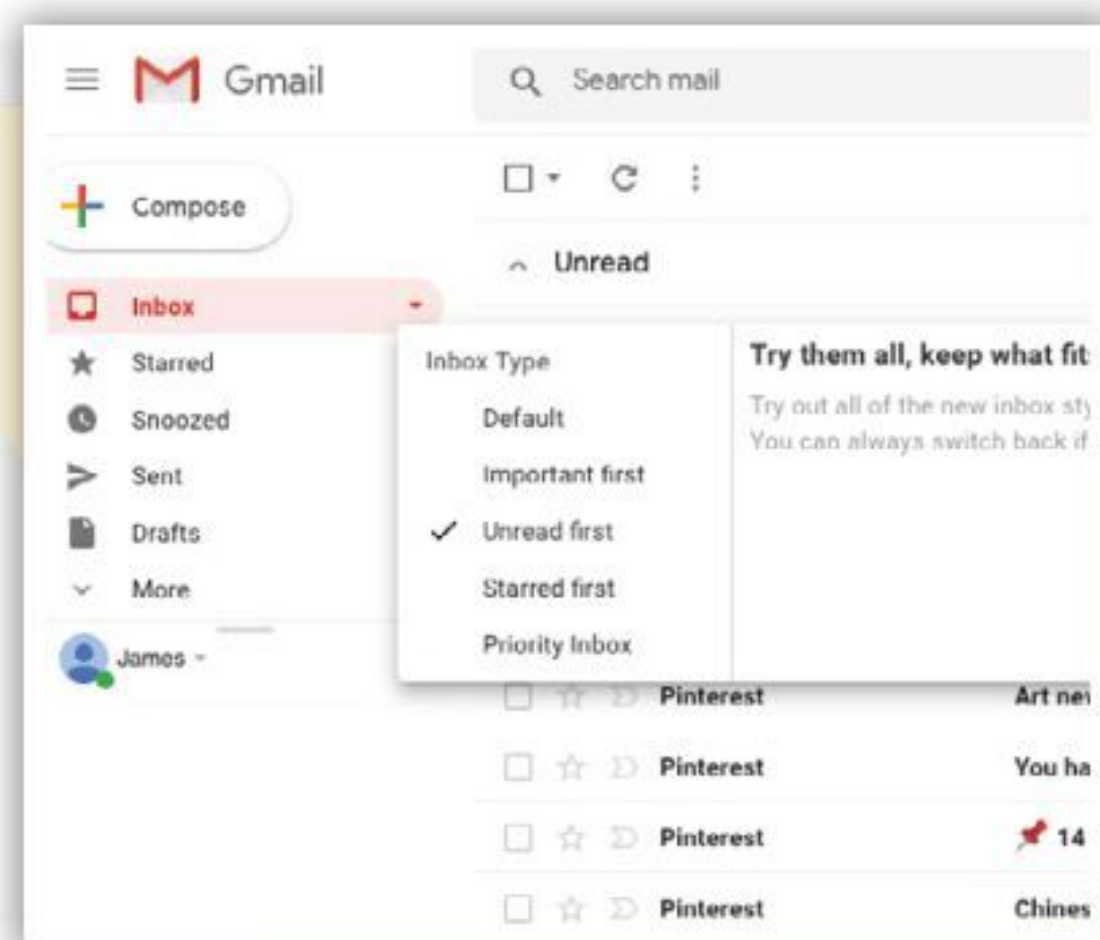 Gmail
Search mail
Compose
Unread
Inbox
Starred
Snoozed
Sent
Drafts
More
James
Inbox Type
Default
Important first
Unread first
Starred first
Priority Inbox
Try them all, keep what fit
Try out all of the new inbox sty
You can always switch back if
Pinterest Art nev
Pinterest You ha
Pinterest 📌 14
Pinterest Chines